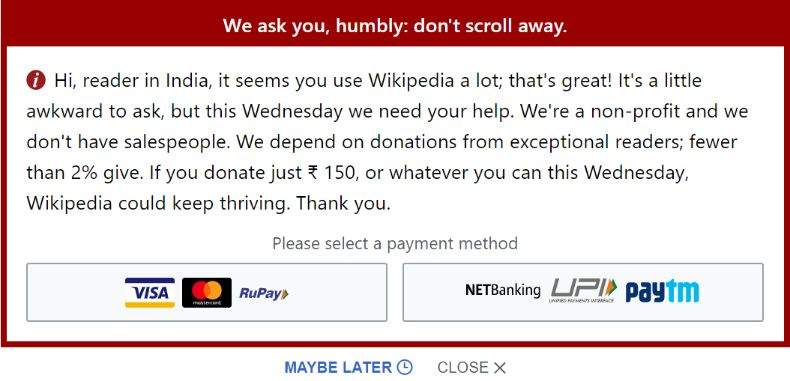 We ask you, humbly: don't scroll away.
Hi, reader in India, it seems you use Wikipedia a lot; that's great! It's a little
awkward to ask, but this Wednesday we need your help. We're a non-profit and we
don't have salespeople. We depend on donations from exceptional readers; fewer
than 2% give. If you donate just ₹ 150, or whatever you can this Wednesday,
Wikipedia could keep thriving. Thank you.
Please select a payment method
VISA mastercard RuPay NETBanking UPI UNIFIED PAYMENTS INTERFACE paytm
MAYBE LATER CLOSE